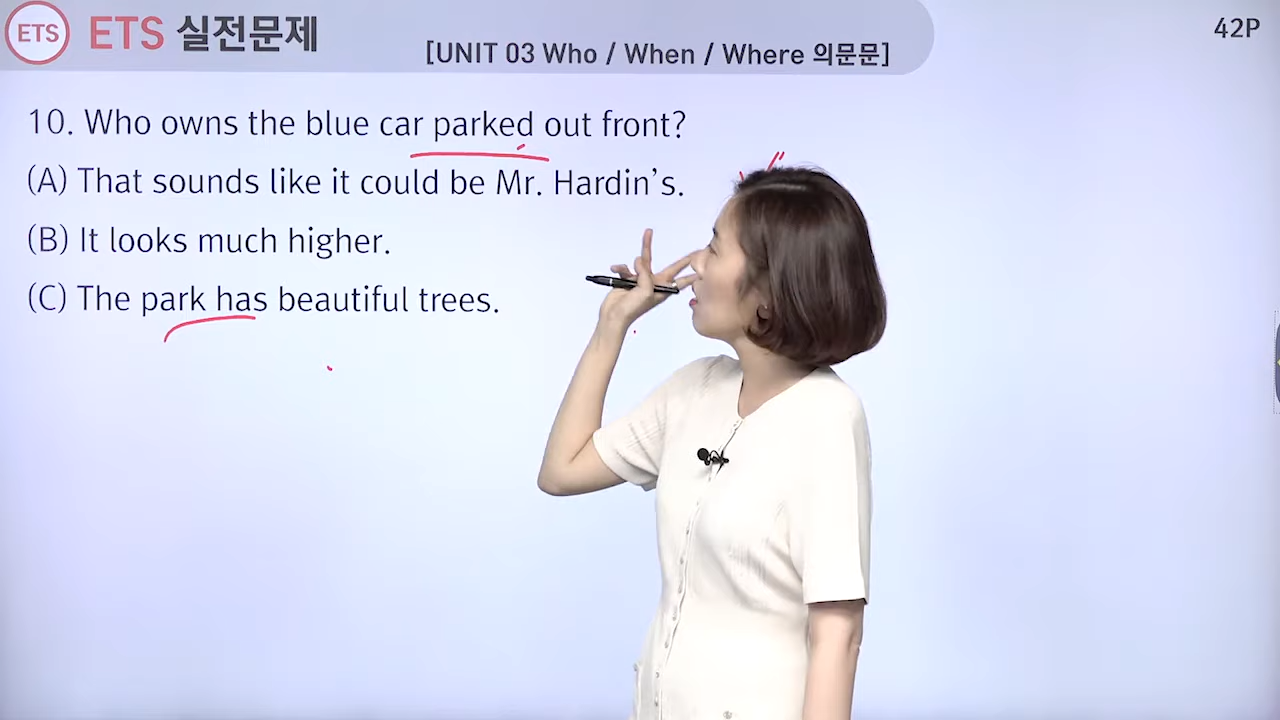 ETS ETS 실전문제
[UNIT 03 Who / When / Where 의문문]
42P
10. Who owns the blue car parked out front?
(A) That sounds like it could be Mr. Hardin’s.
(B) It looks much higher.
(C) The park has beautiful trees.